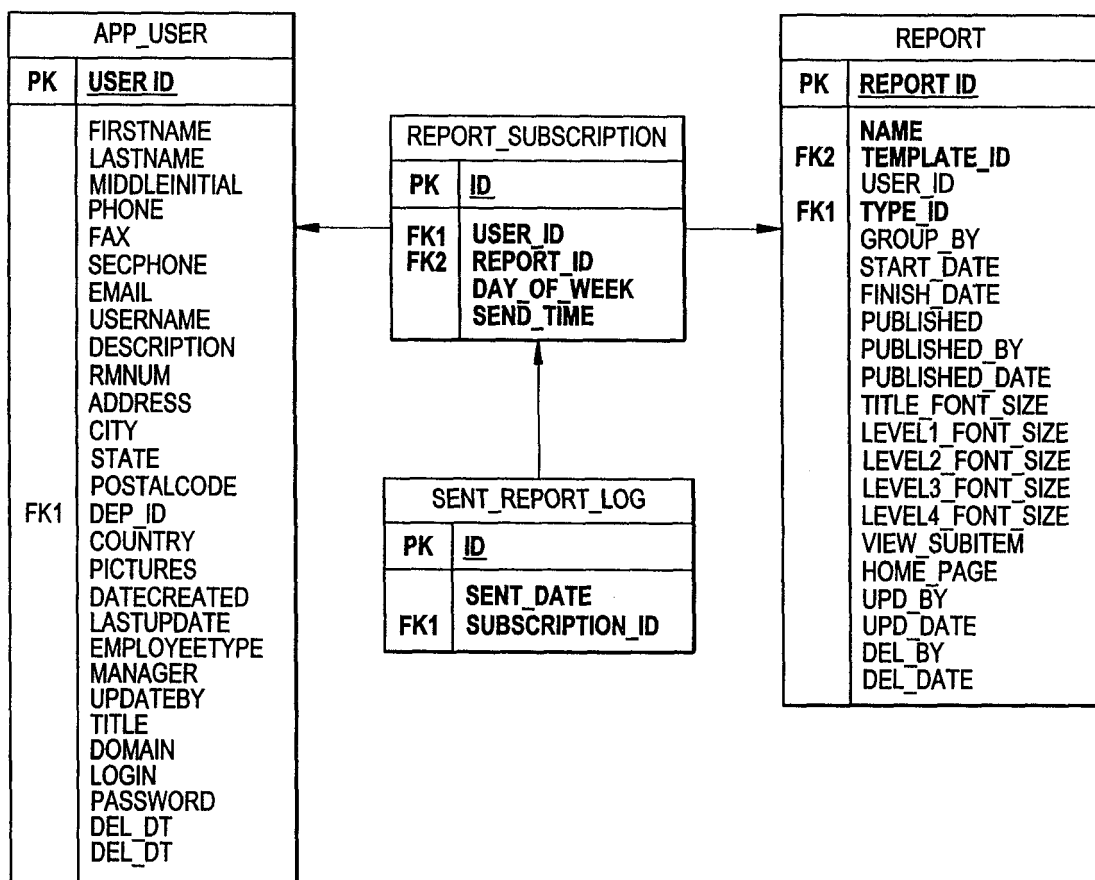 APP_USER
PK USER ID
FIRSTNAME
LASTNAME
MIDDLEINITIAL
PHONE
FAX
SECPHONE
EMAIL
USERNAME
DESCRIPTION
RMNUM
ADDRESS
CITY
STATE
POSTALCODE
FK1 DEP_ID
COUNTRY
PICTURES
DATECREATED
LASTUPDATE
EMPLOYEETYPE
MANAGER
UPDATEBY
TITLE
DOMAIN
LOGIN
PASSWORD
DEL_DT
DEL_DT
REPORT_SUBSCRIPTION
PK ID
FK1 USER_ID
FK2 REPORT_ID
DAY_OF_WEEK
SEND_TIME
SENT_REPORT_LOG
PK ID
SENT_DATE
FK1 SUBSCRIPTION_ID
REPORT
PK REPORT ID
NAME
FK2 TEMPLATE_ID
USER_ID
FK1 TYPE_ID
GROUP_BY
START_DATE
FINISH_DATE
PUBLISHED
PUBLISHED_BY
PUBLISHED_DATE
TITLE_FONT_SIZE
LEVEL1_FONT_SIZE
LEVEL2_FONT_SIZE
LEVEL3_FONT_SIZE
LEVEL4_FONT_SIZE
VIEW_SUBITEM
HOME_PAGE
UPD_BY
UPD_DATE
DEL_BY
DEL_DATE